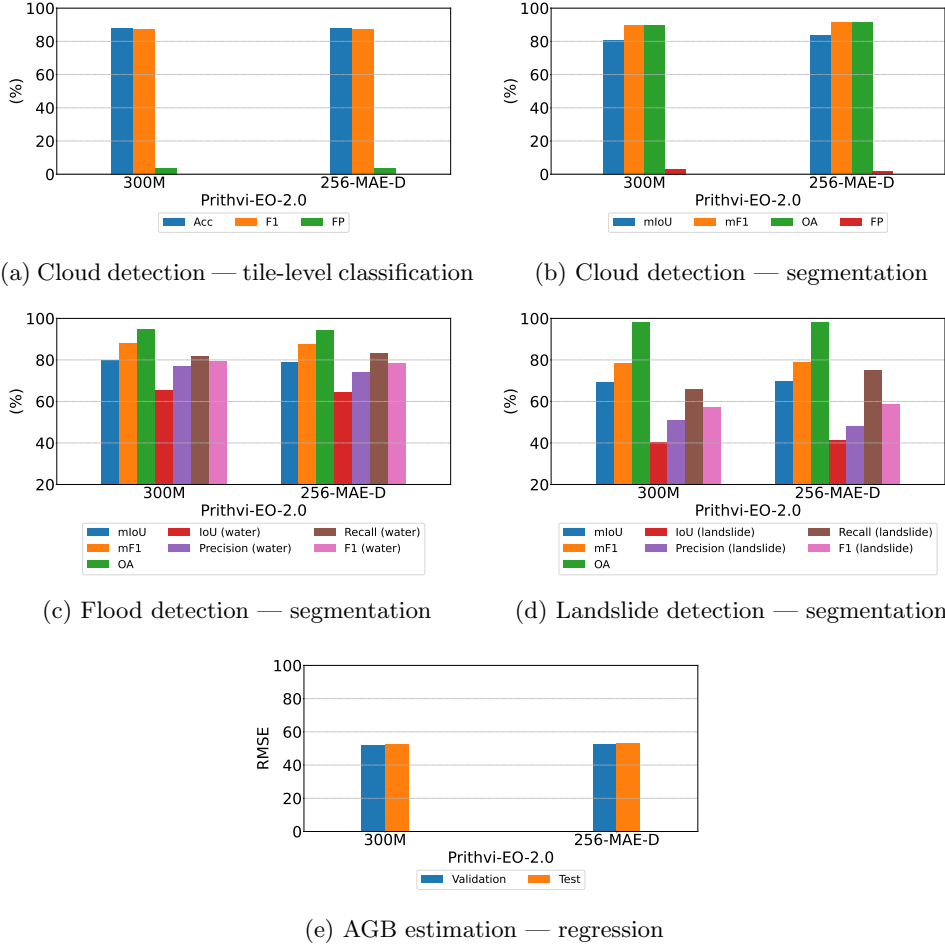 100
80
60
40
20
0
(%)
300M 256-MAE-D
Prithvi-EO-2.0
Acc F1 FP
(a) Cloud detection — tile-level classification
100
80
60
40
20
0
(%)
300M 256-MAE-D
Prithvi-EO-2.0
mIoU mF1 OA FP
(b) Cloud detection — segmentation
100
80
60
40
20
(%)
300M 256-MAE-D
Prithvi-EO-2.0
mIoU IoU (water) Recall (water)
mF1 Precision (water) F1 (water)
OA
(c) Flood detection — segmentation
100
80
60
40
20
(%)
300M 256-MAE-D
Prithvi-EO-2.0
mIoU IoU (landslide) Recall (landslide)
mF1 Precision (landslide) F1 (landslide)
OA
(d) Landslide detection — segmentation
100
80
60
40
20
0
RMSE
300M 256-MAE-D
Prithvi-EO-2.0
Validation Test
(e) AGB estimation — regression